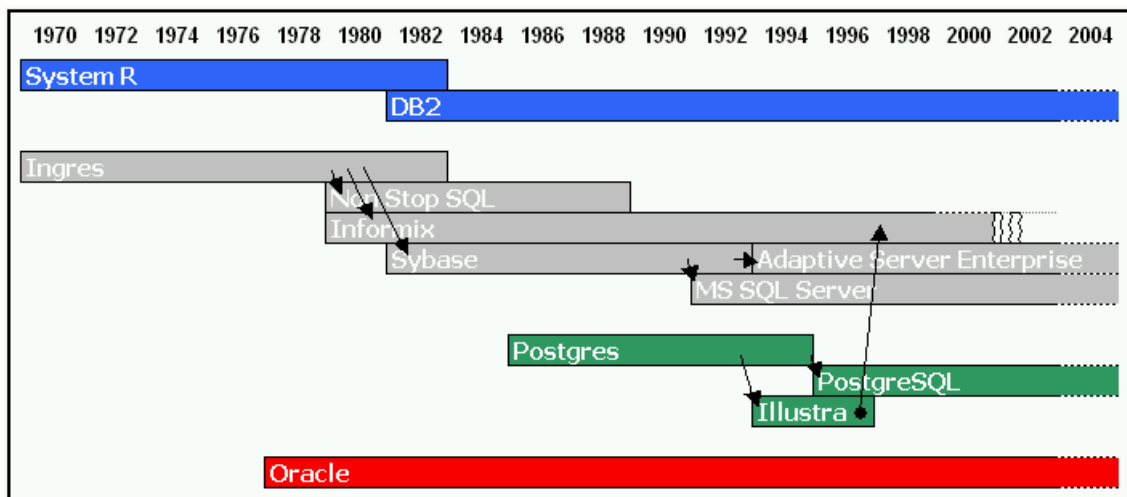 1970 1972 1974 1976 1978 1980 1982 1984 1986 1988 1990 1992 1994 1996 1998 2000 2002 2004
System R
DB2
Ingres
Non Stop SQL
Informix
Sybase Adaptive Server Enterprise
MS SQL Server
Postgres
PostgreSQL
Illustra
Oracle